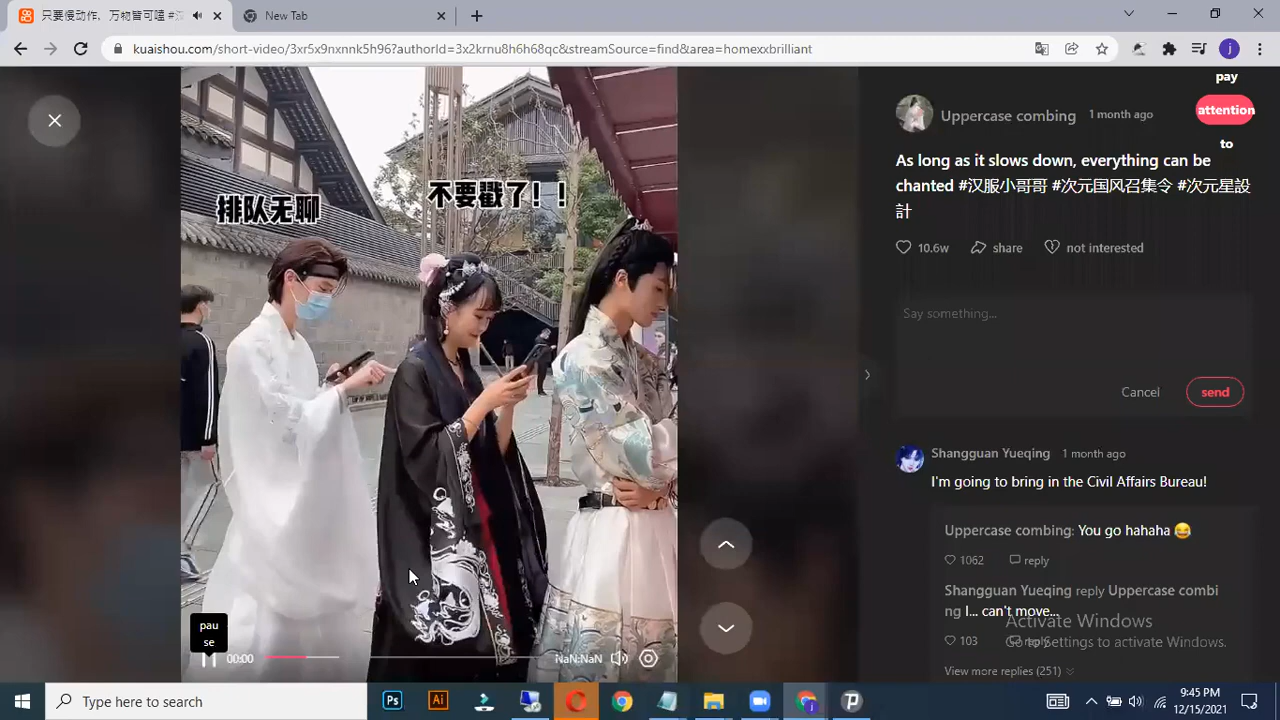 只要慢动作，万物皆可嗑 #汉
New Tab
kuaishou.com/short-video/3xr5x9nxnnk5h96?authorId=3x2krnu8h6h68qc&streamSource=find&area=homexxbrilliant
j
排队无聊
不要戳了！！
pau
se
00:00
NaN:NaN
Uppercase combing
1 month ago
pay
attention
to
As long as it slows down, everything can be
chanted #汉服小哥哥 #次元国风召集令 #次元星設
計
10.6w
share
not interested
Say something...
Cancel
send
Shangguan Yueqing
1 month ago
I'm going to bring in the Civil Affairs Bureau!
Uppercase combing: You go hahaha 😂
1062
reply
Shangguan Yueqing reply Uppercase combi
ng I... can't move...
103
reply
View more replies (251)
Activate Windows
Go to Settings to activate Windows.
Type here to search
Ps
Ai
j
9:45 PM
12/15/2021